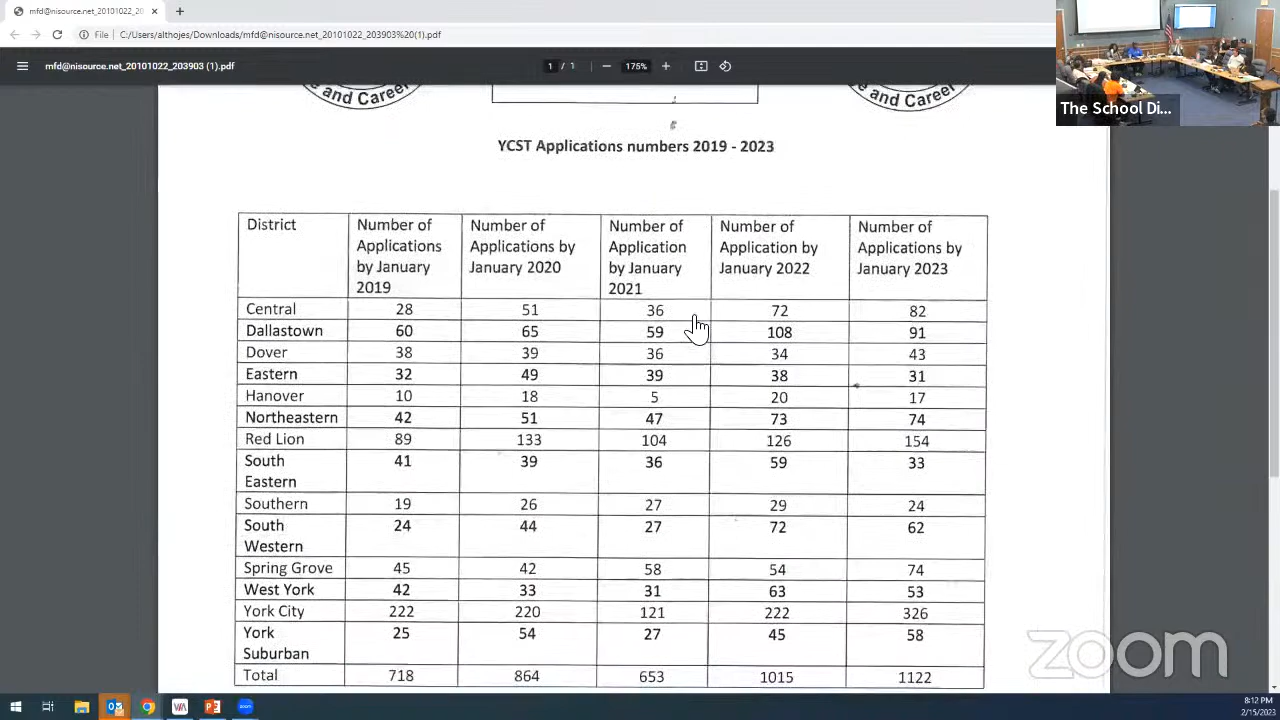 mfd@nisource.net_20101022_20
File C:/Users/althojes/Downloads/mfd@nisource.net_20101022_203903%20(1).pdf
mfd@nisource.net_20101022_203903 (1).pdf
1 / 1
175%
The School Di...
e and Career
e and Career
YCST Applications numbers 2019 - 2023
District Number of Applications by January 2019 Number of Applications by January 2020 Number of Application by January 2021 Number of Application by January 2022 Number of Applications by January 2023
Central 28 51 36 72 82
Dallastown 60 65 59 108 91
Dover 38 39 36 34 43
Eastern 32 49 39 38 31
Hanover 10 18 5 20 17
Northeastern 42 51 47 73 74
Red Lion 89 133 104 126 154
South Eastern 41 39 36 59 33
Southern 19 26 27 29 24
South Western 24 44 27 72 62
Spring Grove 45 42 58 54 74
West York 42 33 31 63 53
York City 222 220 121 222 326
York Suburban 25 54 27 45 58
Total 718 864 653 1015 1122
zoom
8:12 PM
2/15/2023